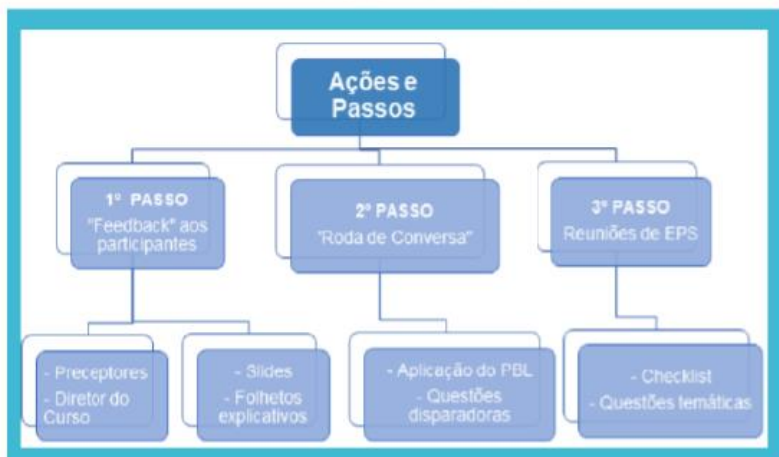 Ações e
Passos
1º PASSO
"Feedback" aos
participantes
2º PASSO
"Roda de Conversa"
3º PASSO
Reuniões de EPS
- Preceptores
- Diretor do
Curso
- Slides
- Folhetos
explicativos
- Aplicação do PBL
- Questões
disparadoras
- Checklist
- Questões temáticas